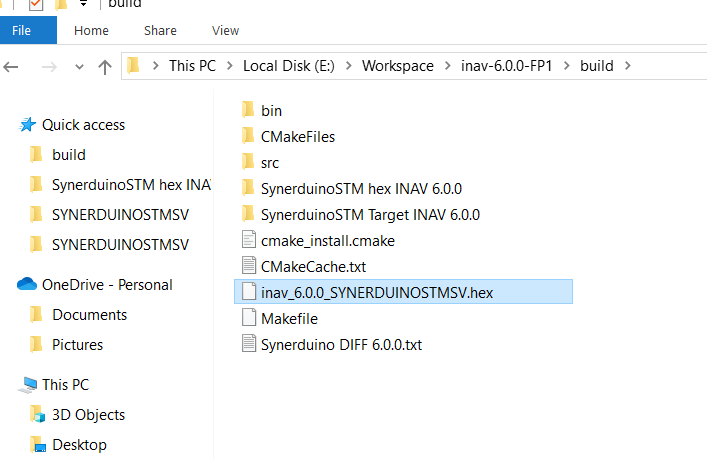 build
File Home Share View
This PC Local Disk (E:) Workspace inav-6.0.0-FP1 build
Quick access
build
SynerduinoSTM hex INA
SYNERDUINOSTMSV
SYNERDUINOSTMSV
OneDrive - Personal
Documents
Pictures
This PC
3D Objects
Desktop
bin
CMakeFiles
src
SynerduinoSTM hex INAV 6.0.0
SynerduinoSTM Target INAV 6.0.0
cmake_install.cmake
CMakeCache.txt
inav_6.0.0_SYNERDUINOSTMSV.hex
Makefile
Synerduino DIFF 6.0.0.txt